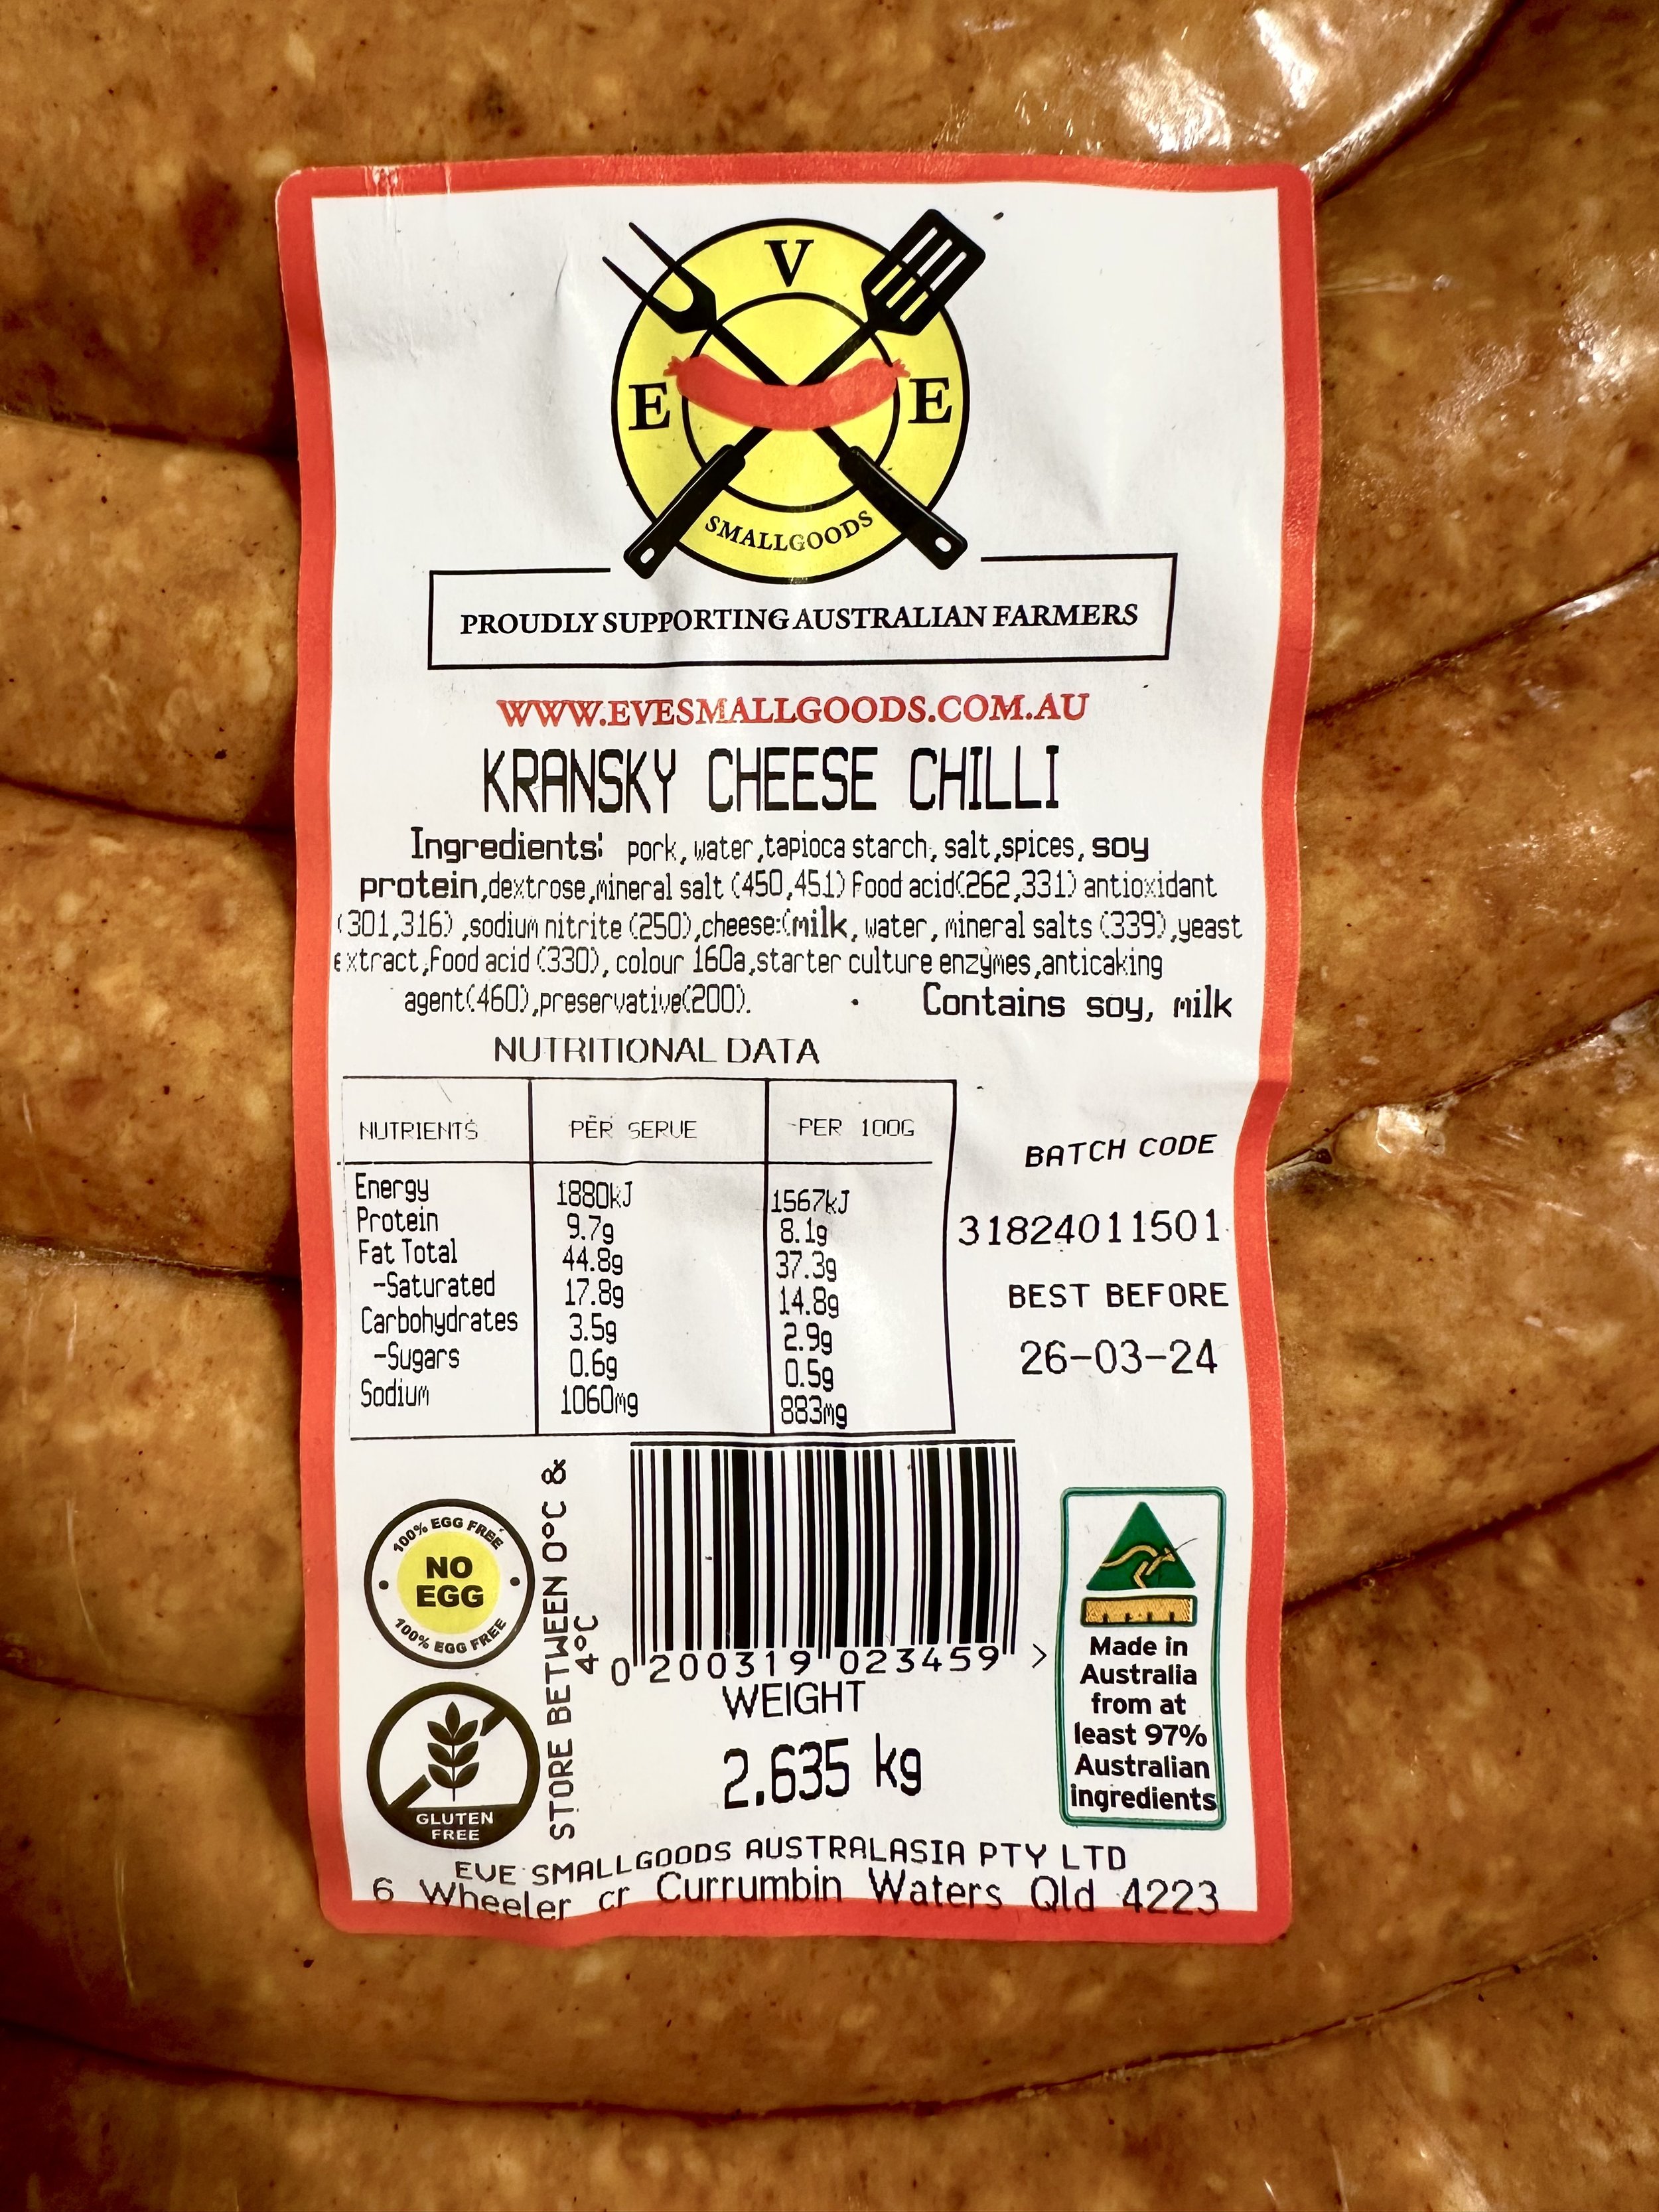 V
E E
SMALLGOODS
PROUDLY SUPPORTING AUSTRALIAN FARMERS
WWW.EVESMALLGOODS.COM.AU
KRANSKY CHEESE CHILLI
Ingredients: pork, water,tapioca starch, salt,spices, soy
protein,dextrose,mineral salt (450,451) Food acid(262,331) antioxidant
(301,316) ,sodium nitrite (250),cheese:(milk, water, mineral salts (339),yeast
extract,Food acid (330), colour 160a,starter culture enzymes,anticaking
agent(460),preservative(200). Contains soy, milk
NUTRITIONAL DATA
NUTRIENTS PER SERVE PER 100G
Energy 1880kJ 1567kJ
Protein 9.7g 8.1g
Fat Total 44.8g 37.3g
-Saturated 17.8g 14.8g
Carbohydrates 3.5g 2.9g
-Sugars 0.6g 0.5g
Sodium 1060mg 883mg
BATCH CODE
31824011501
BEST BEFORE
26-03-24
100% EGG FREE
NO
EGG
100% EGG FREE
GLUTEN
FREE
STORE BETWEEN 0°C &
4°C
0 200319 023459 >
WEIGHT
2.635 kg
Made in
Australia
from at
least 97%
Australian
ingredients
EVE SMALLGOODS AUSTRALASIA PTY LTD
6 Wheeler cr Currumbin Waters Qld 4223